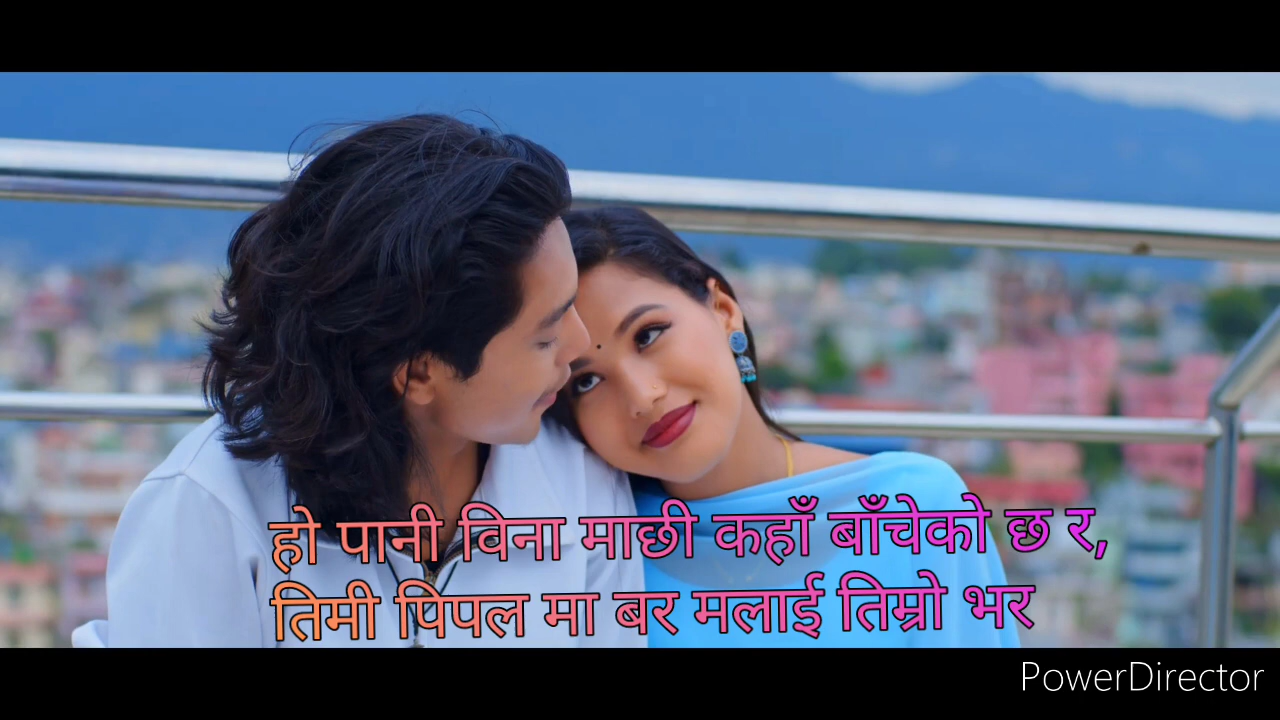 हो पानी विना माछी कहाँ बाँचेको छ र,
तिमी पिपल मा बर मलाई तिम्रो भर
PowerDirector